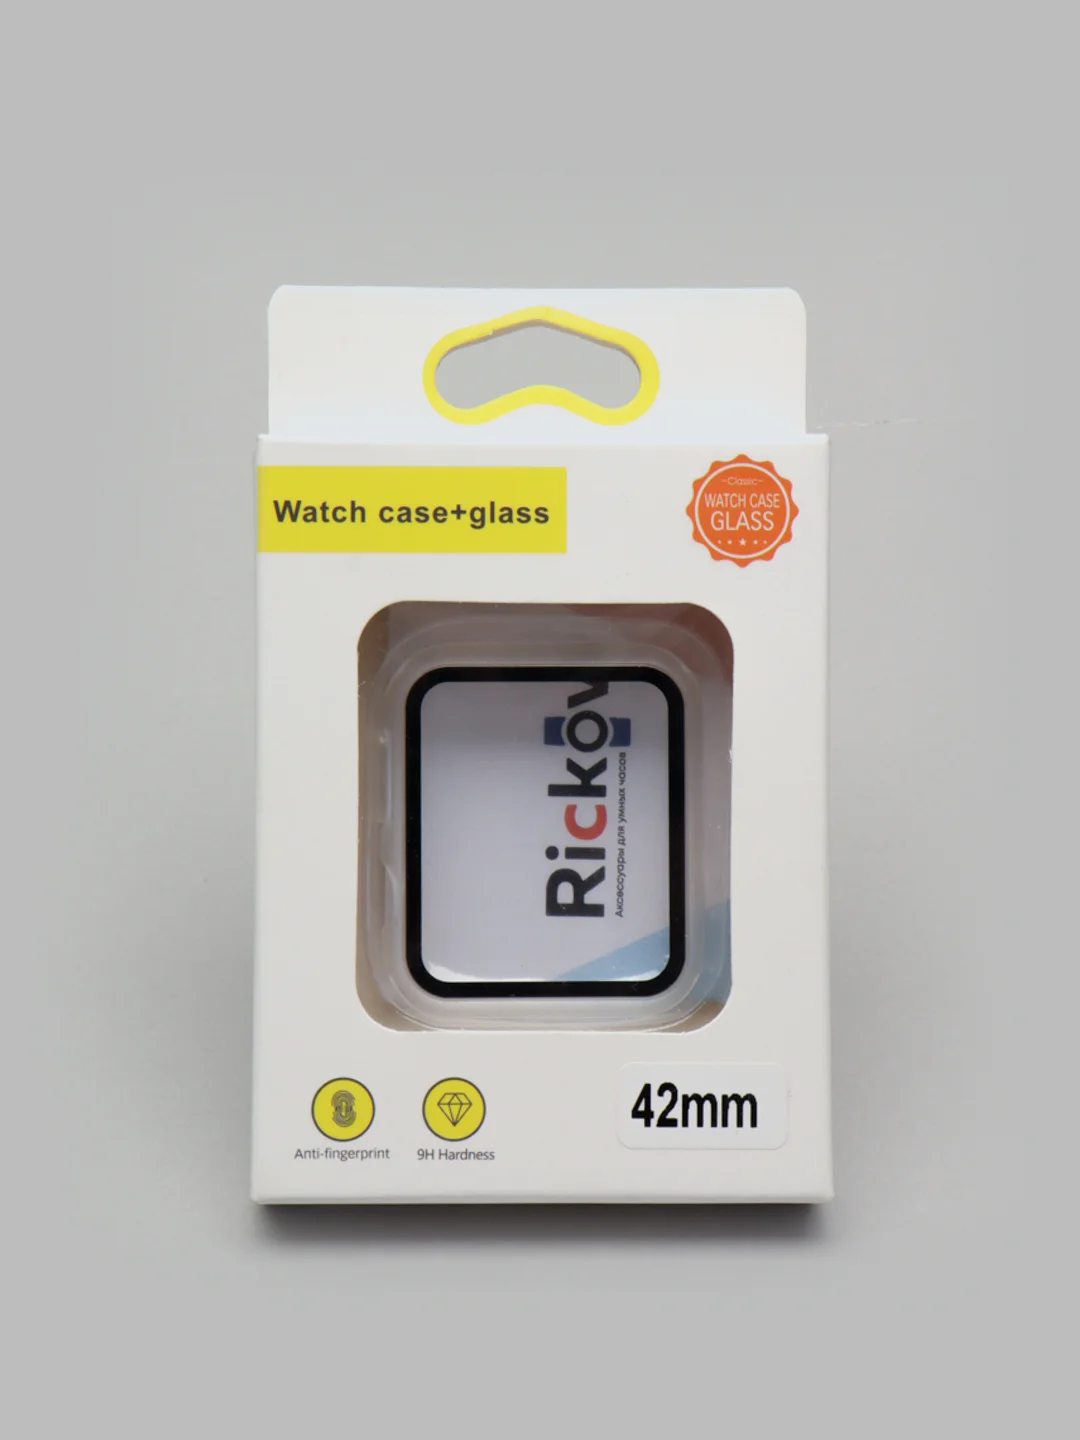 Watch case+glass
Classic
WATCH CASE
GLASS
Rickov
Аксессуары для умных часов
Anti-fingerprint
9H Hardness
42mm